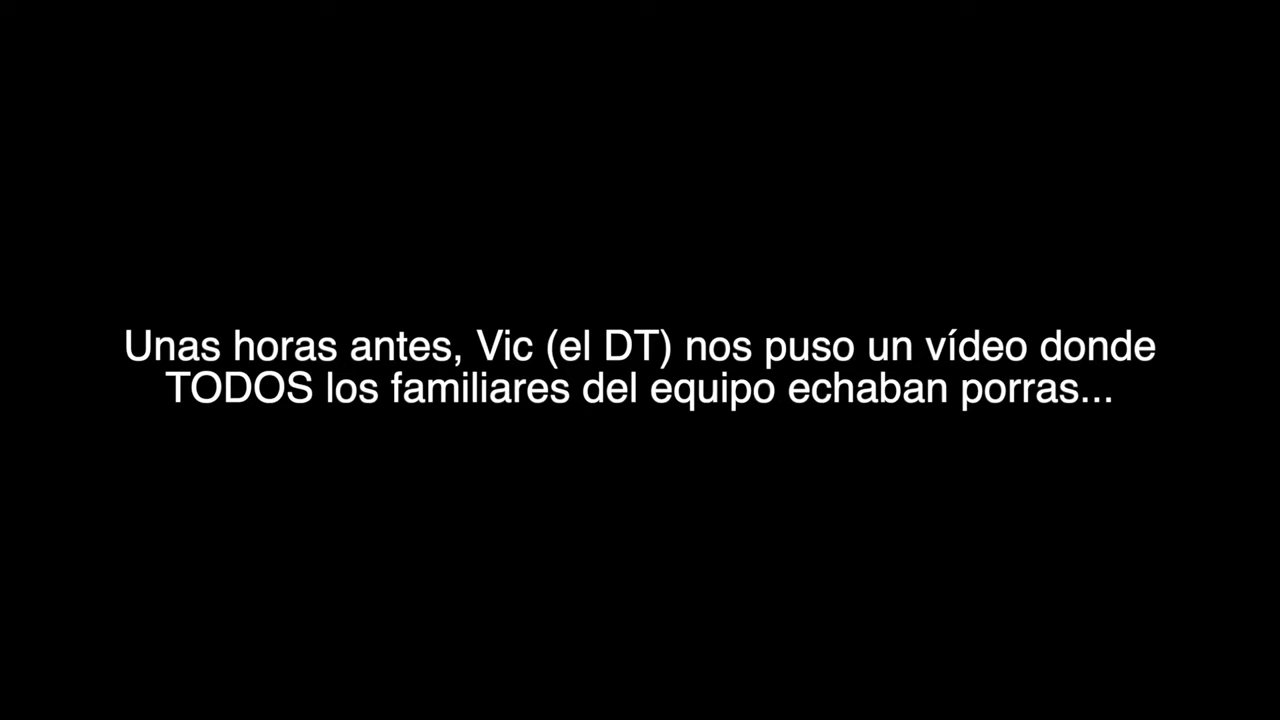 Unas horas antes, Vic (el DT) nos puso un vídeo donde
TODOS los familiares del equipo echaban porras...